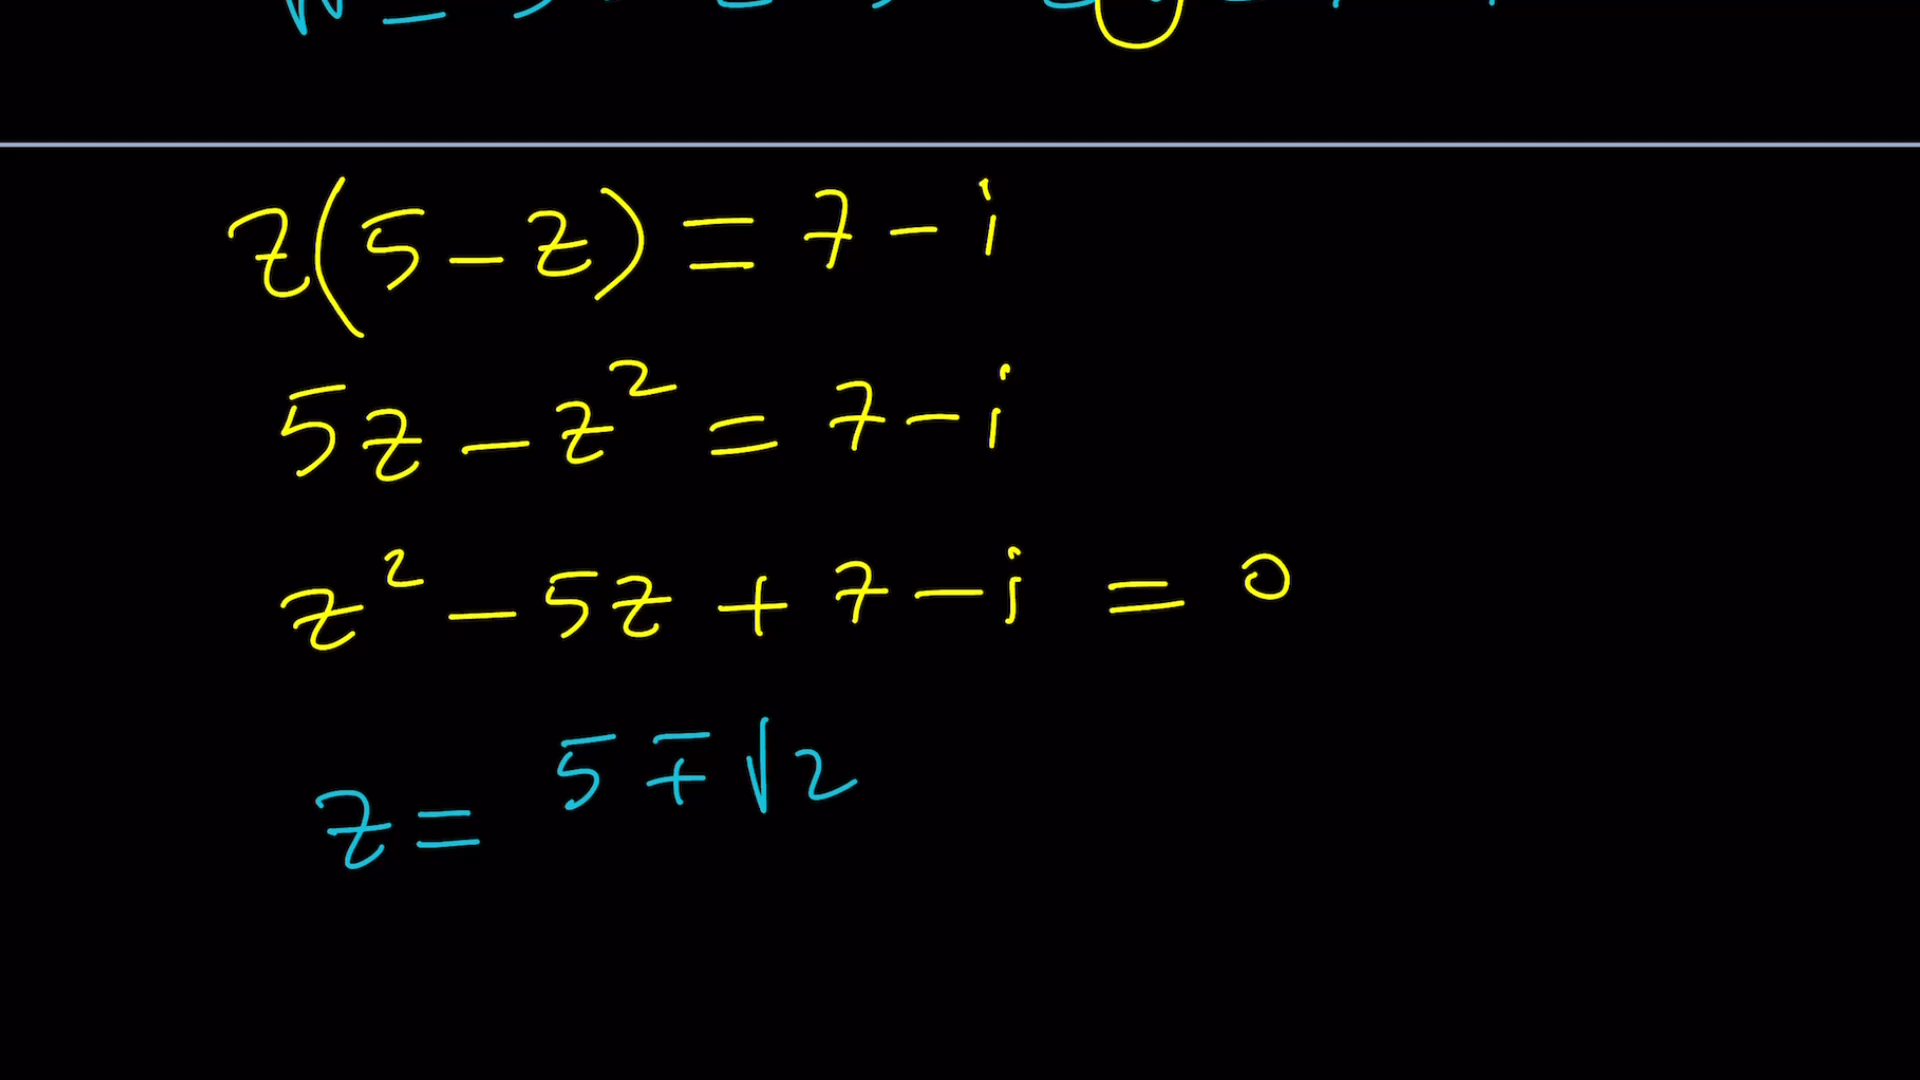 z(5-z) = 7-i
5z-z² = 7-i
z²-5z+7-i = 0
z = 5∓√2